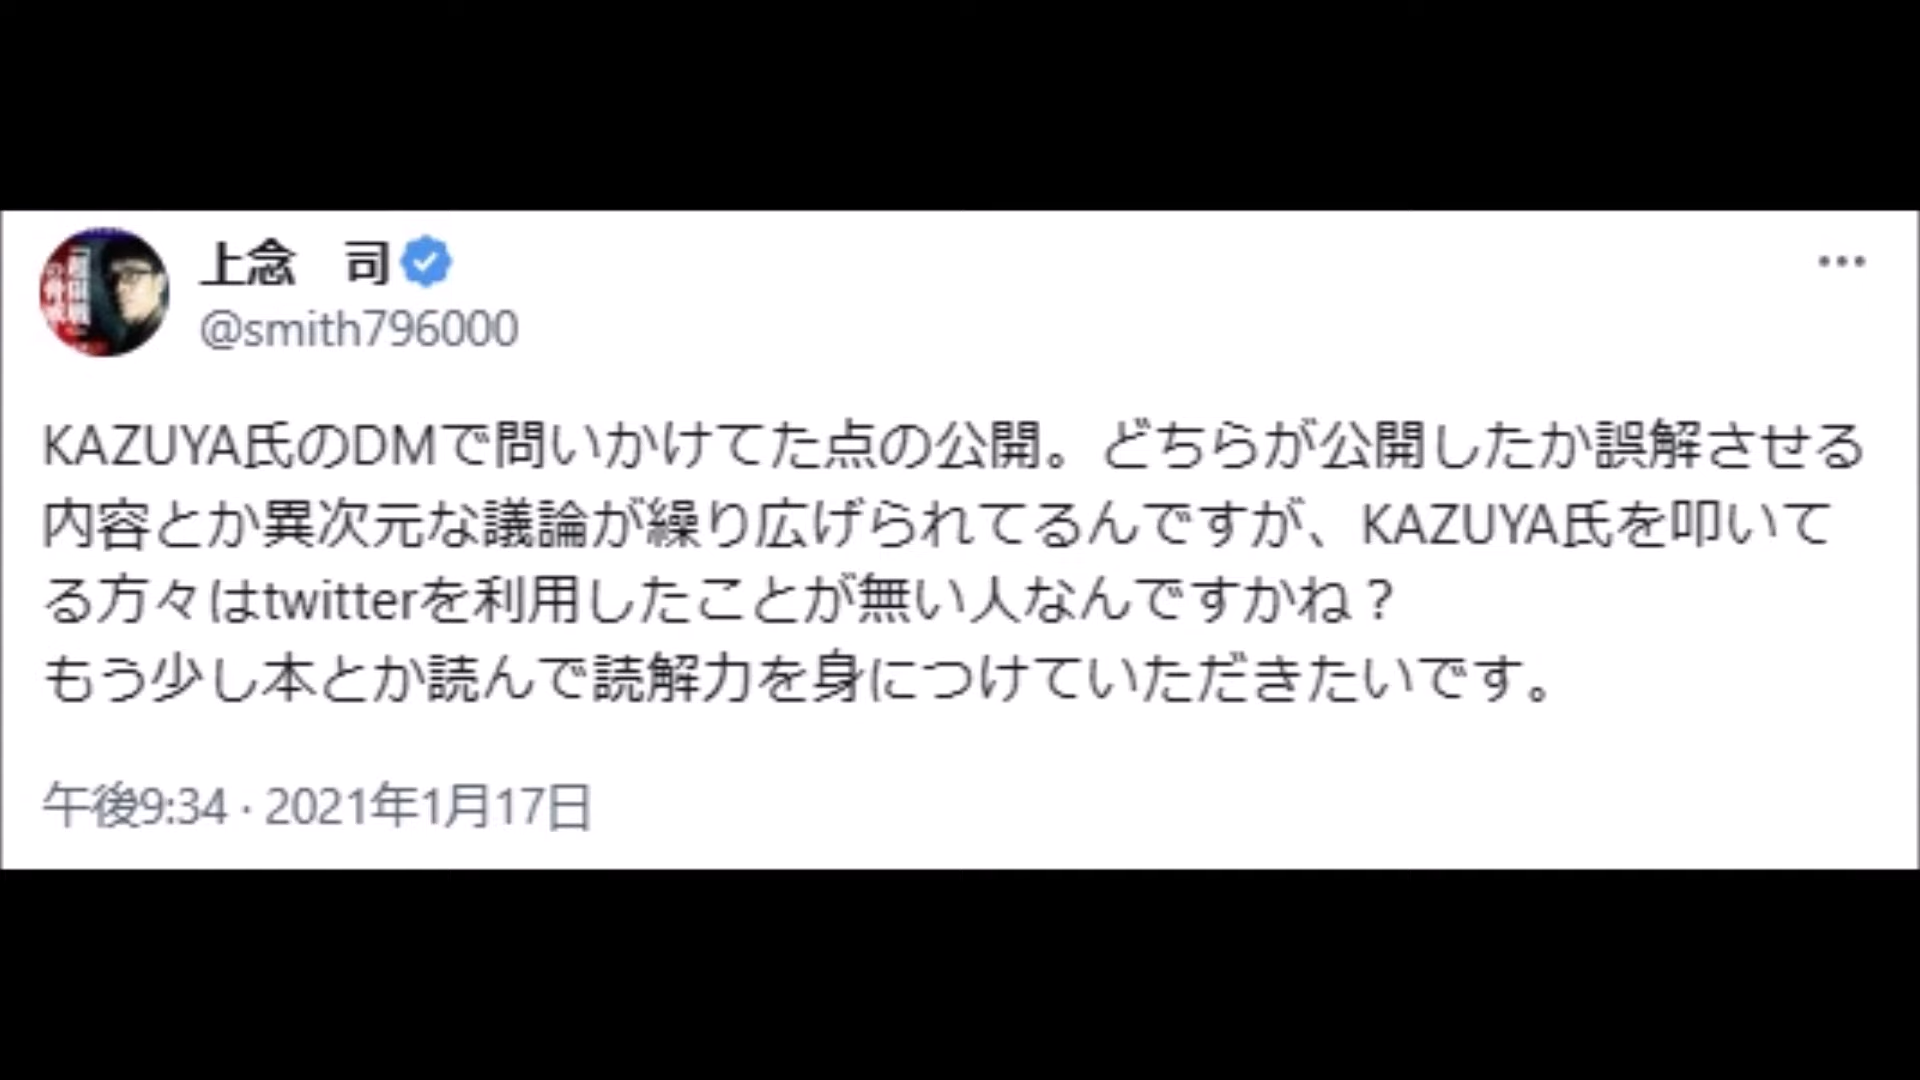 上念　司
@smith796000
KAZUYA氏のDMで問いかけてた点の公開。どちらが公開したか誤解させる
内容とか異次元な議論が繰り広げられてるんですが、KAZUYA氏を叩いて
る方々はtwitterを利用したことが無い人なんですかね？
もう少し本とか読んで読解力を身につけていただきたいです。
午後9:34 · 2021年1月17日